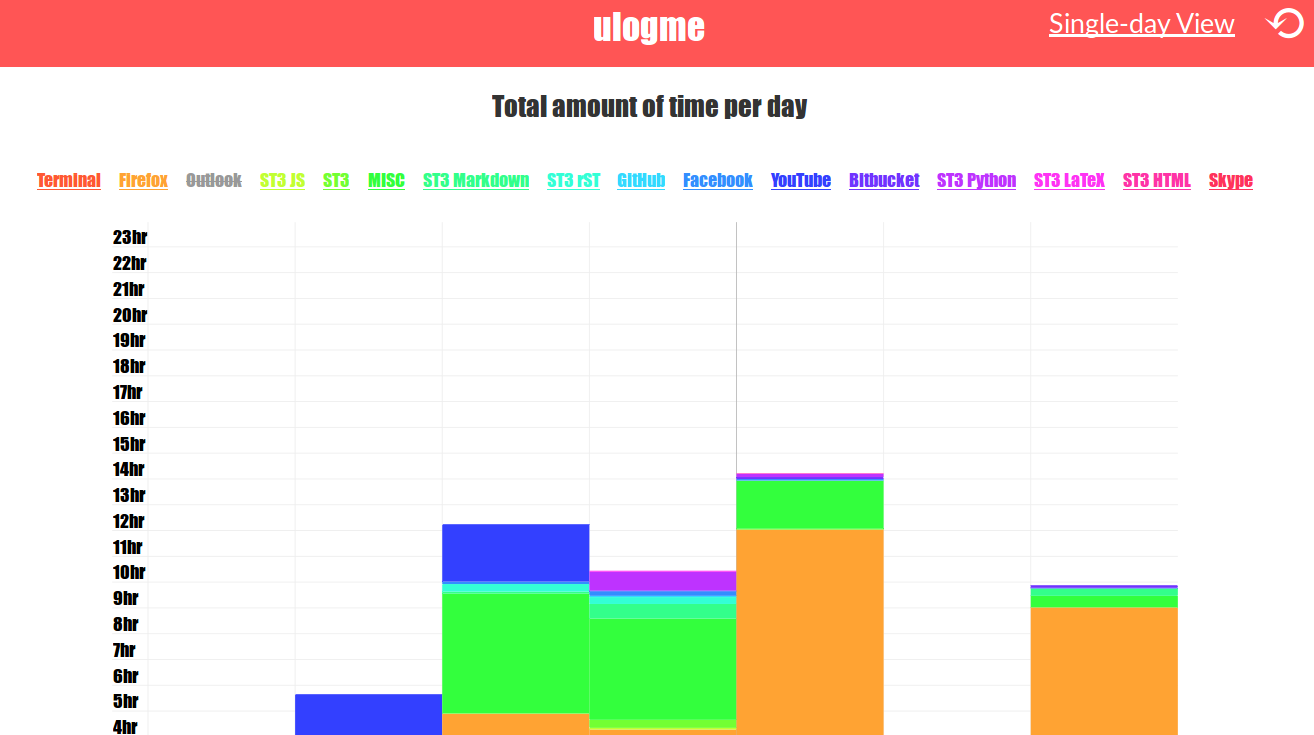 ulogme
Single-day View
Total amount of time per day
Terminal Firefox Outlook ST3 JS ST3 MISC ST3 Markdown ST3 rST GitHub Facebook YouTube Bitbucket ST3 Python ST3 LaTeX ST3 HTML Skype
23hr
22hr
21hr
20hr
19hr
18hr
17hr
16hr
15hr
14hr
13hr
12hr
11hr
10hr
9hr
8hr
7hr
6hr
5hr
4hr